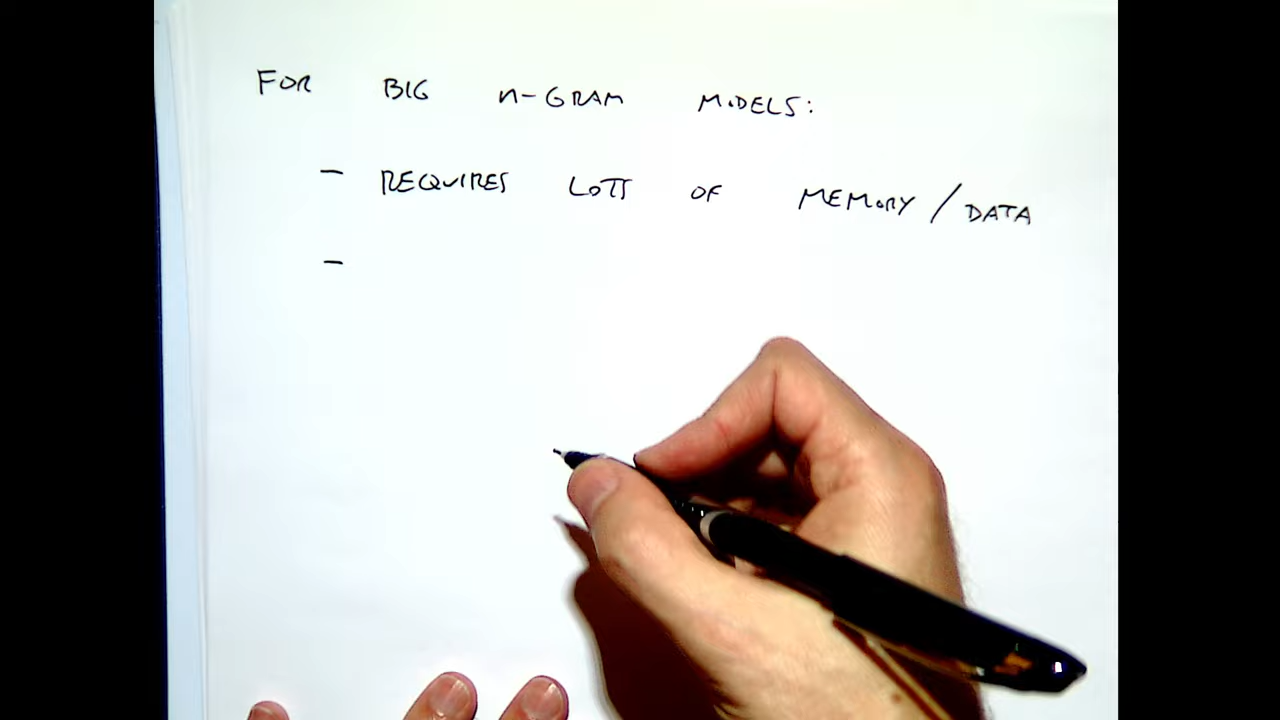 FOR BIG n-GRAM MODELS:
- REQUIRES LOTS OF MEMORY / DATA
-